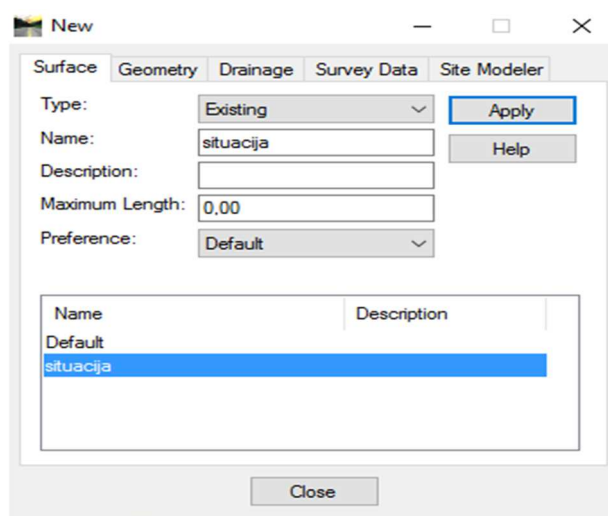 New
Surface Geometry Drainage Survey Data Site Modeler
Type: Existing Apply
Name: situacija Help
Description:
Maximum Length: 0,00
Preference: Default
Name Description
Default
situacija
Close